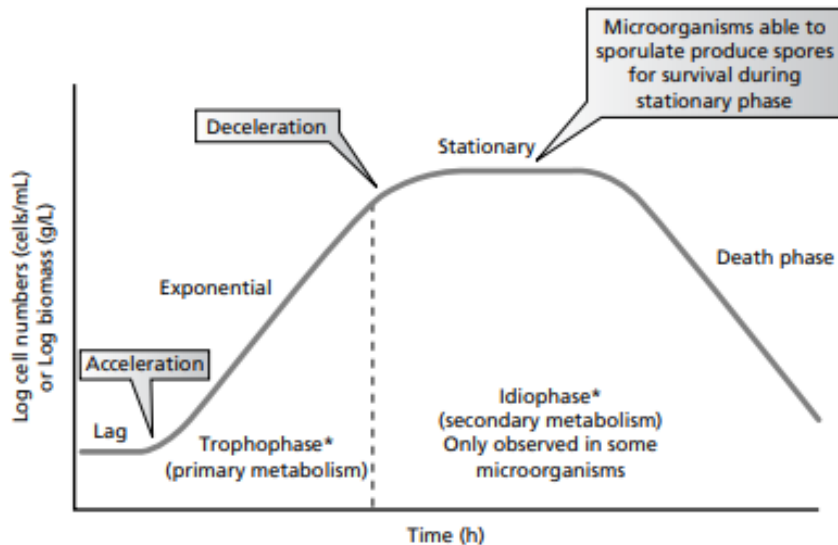 Microorganisms able to
sporulate produce spores
for survival during
stationary phase
Deceleration
Stationary
Log cell numbers (cells/mL)
or Log biomass (g/L)
Exponential
Death phase
Acceleration
Lag
Trophophase*
(primary metabolism)
Idiophase*
(secondary metabolism)
Only observed in some
microorganisms
Time (h)